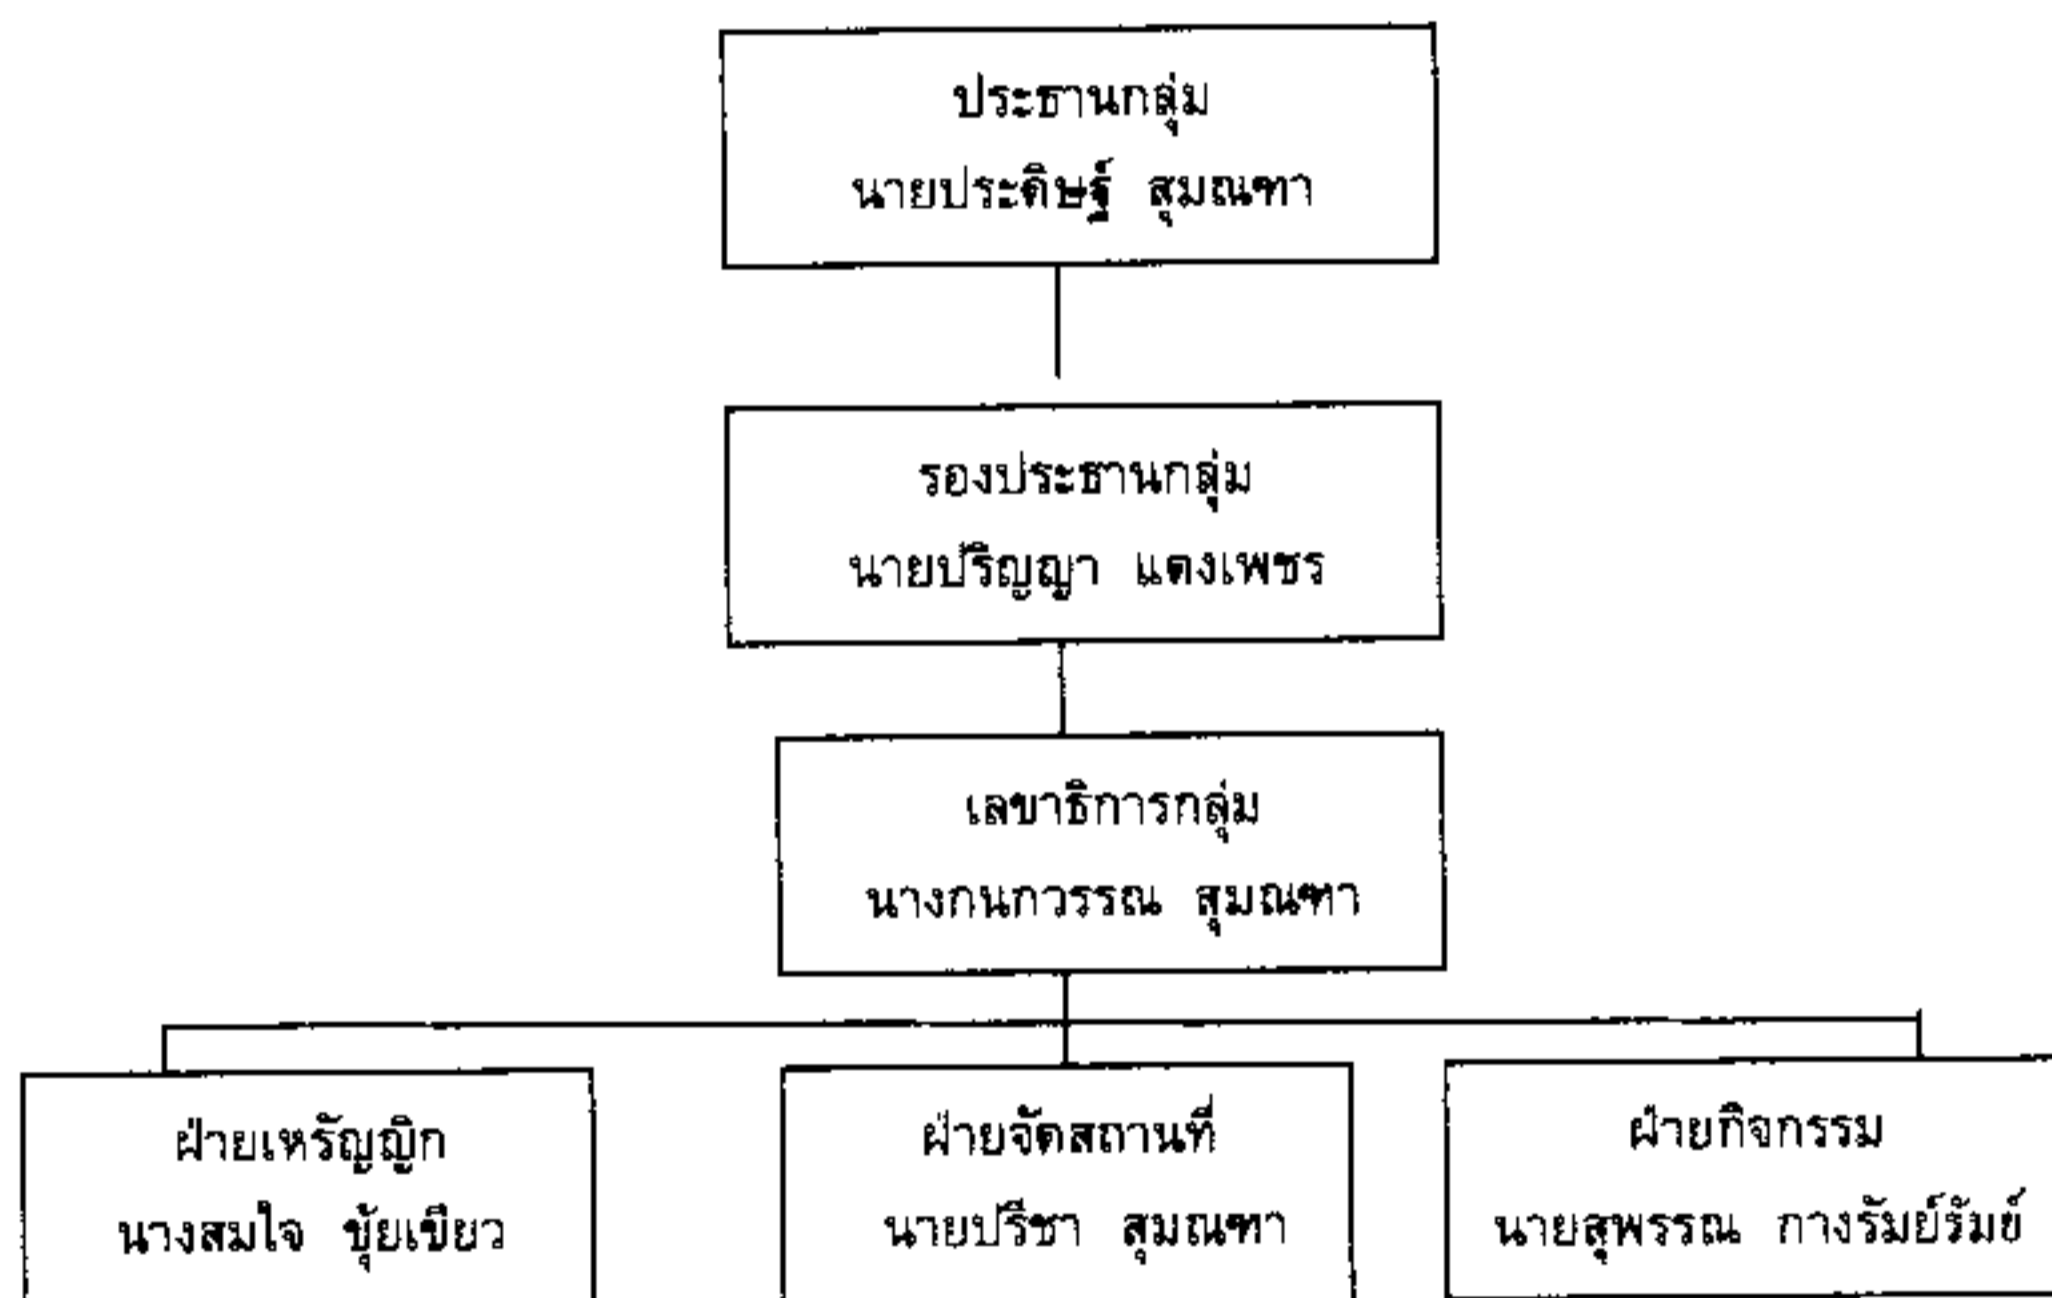 ประธานกลุ่ม
นายประดิษฐ์ สุมณฑา
รองประธานกลุ่ม
นายปริญญา แดงเพชร
เลขาธิการกลุ่ม
นางกนกวรรณ สุมณฑา
ฝ่ายเหรัญญิก
นางสมใจ ขุ้ยเขียว
ฝ่ายจัดสถานที่
นายปรีชา สุมณฑา
ฝ่ายกิจกรรม
นายสุพรรณ กางรัมย์รัมย์